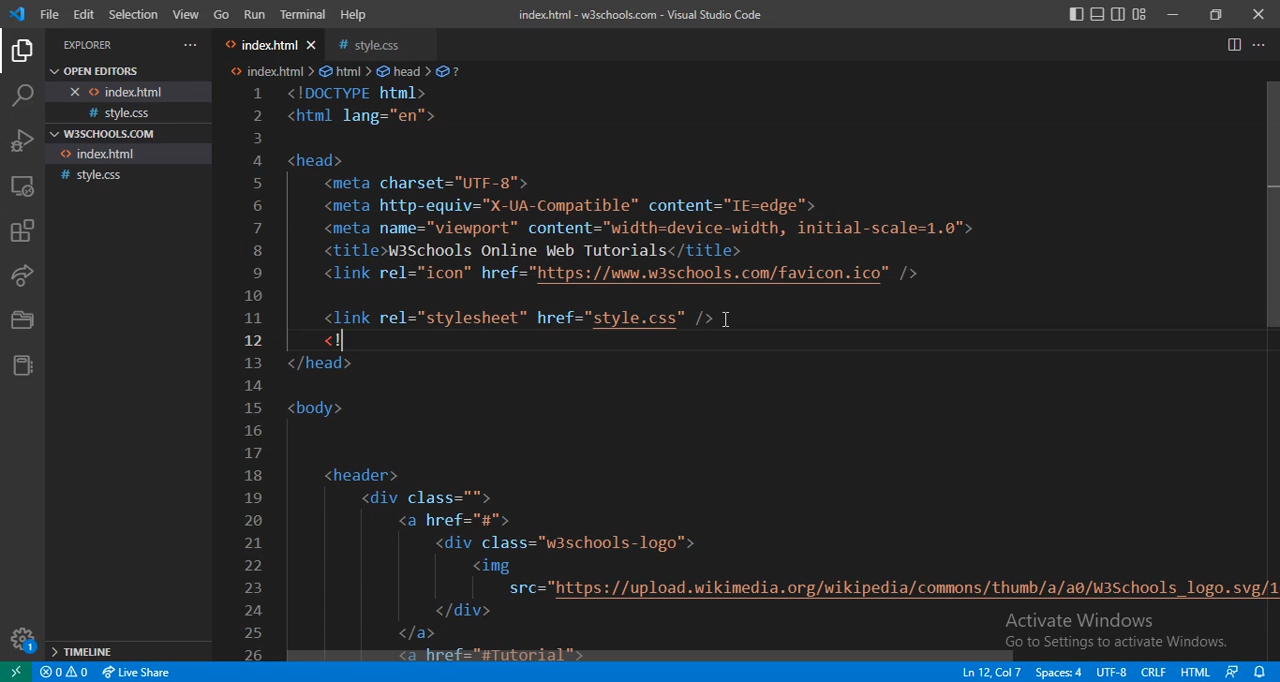 File Edit Selection View Go Run Terminal Help index.html - w3schools.com - Visual Studio Code
EXPLORER ··· <> index.html × # style.css ···
OPEN EDITORS
× <> index.html
# style.css
W3SCHOOLS.COM
<> index.html
# style.css
<> index.html > html > head > ?
1 <!DOCTYPE html>
2 <html lang="en">
3
4 <head>
5 <meta charset="UTF-8">
6 <meta http-equiv="X-UA-Compatible" content="IE=edge">
7 <meta name="viewport" content="width=device-width, initial-scale=1.0">
8 <title>W3Schools Online Web Tutorials</title>
9 <link rel="icon" href="https://www.w3schools.com/favicon.ico" />
10
11 <link rel="stylesheet" href="style.css" />
12 <!
13 </head>
14
15 <body>
16
17
18 <header>
19 <div class="">
20 <a href="#">
21 <div class="w3schools-logo">
22 <img
23 src="https://upload.wikimedia.org/wikipedia/commons/thumb/a/a0/W3Schools_logo.svg/1
24 </div>
25 </a>
26 <a href="#Tutorial">
Activate Windows
Go to Settings to activate Windows.
1
TIMELINE
0 0 Live Share Ln 12, Col 7 Spaces: 4 UTF-8 CRLF HTML